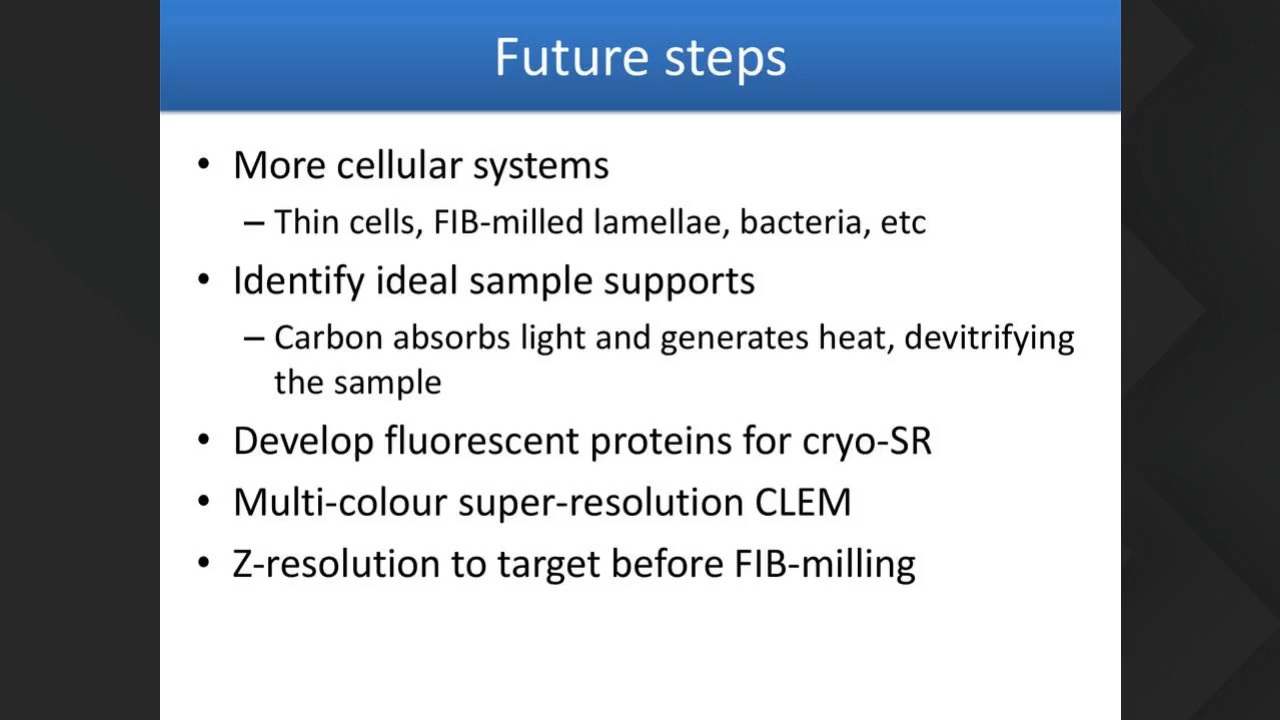 Future steps
• More cellular systems
– Thin cells, FIB-milled lamellae, bacteria, etc
• Identify ideal sample supports
– Carbon absorbs light and generates heat, devitrifying
the sample
• Develop fluorescent proteins for cryo-SR
• Multi-colour super-resolution CLEM
• Z-resolution to target before FIB-milling